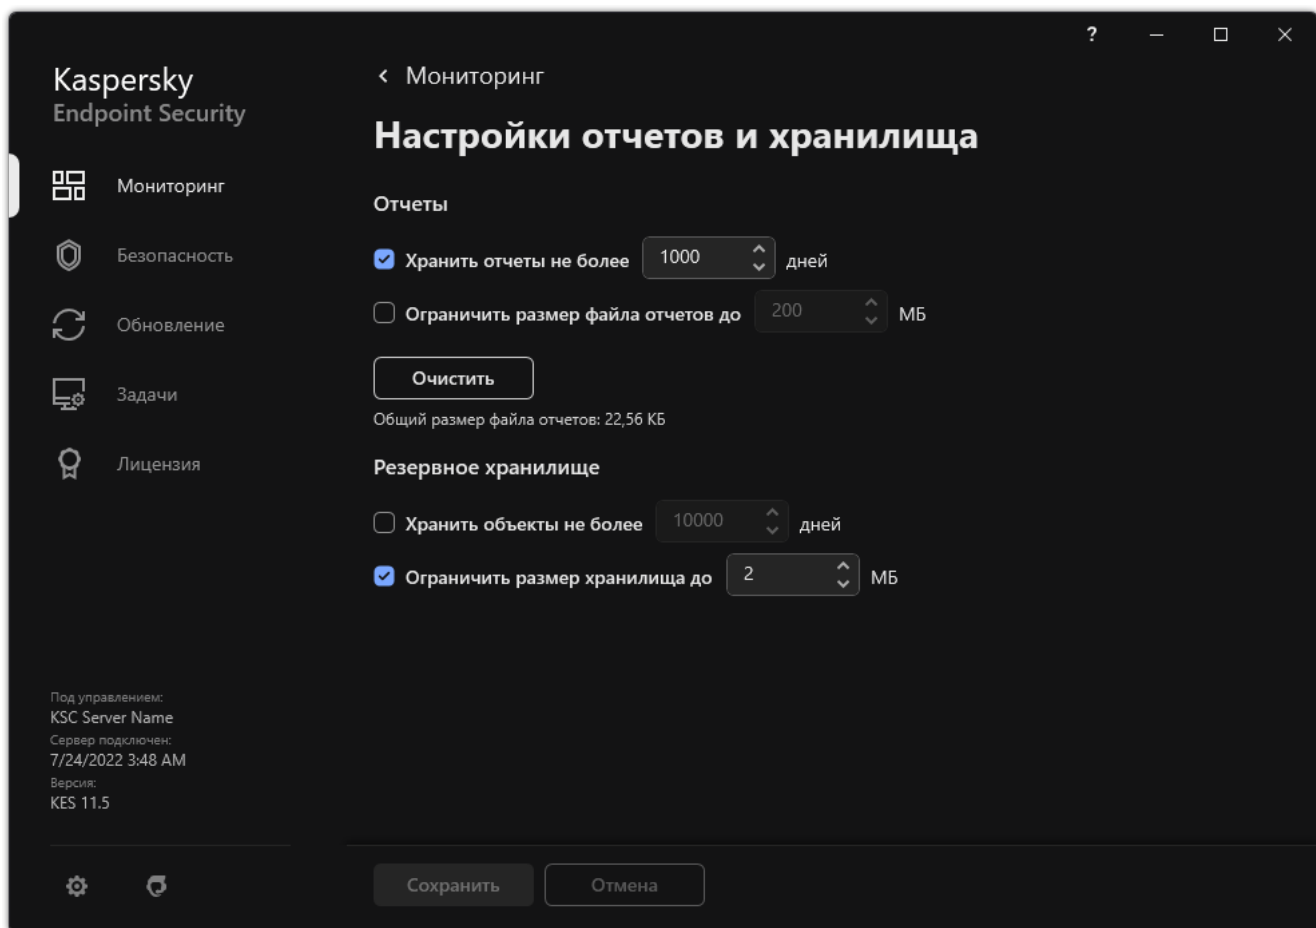 ?
Kaspersky
Endpoint Security
Мониторинг
Безопасность
Обновление
Задачи
Лицензия
Под управлением:
KSC Server Name
Сервер подключен:
7/24/2022 3:48 AM
Версия:
KES 11.5
Мониторинг
Настройки отчетов и хранилища
Отчеты
Хранить отчеты не более 1000 дней
Ограничить размер файла отчетов до 200 МБ
Очистить
Общий размер файла отчетов: 22,56 КБ
Резервное хранилище
Хранить объекты не более 10000 дней
Ограничить размер хранилища до 2 МБ
Сохранить Отмена